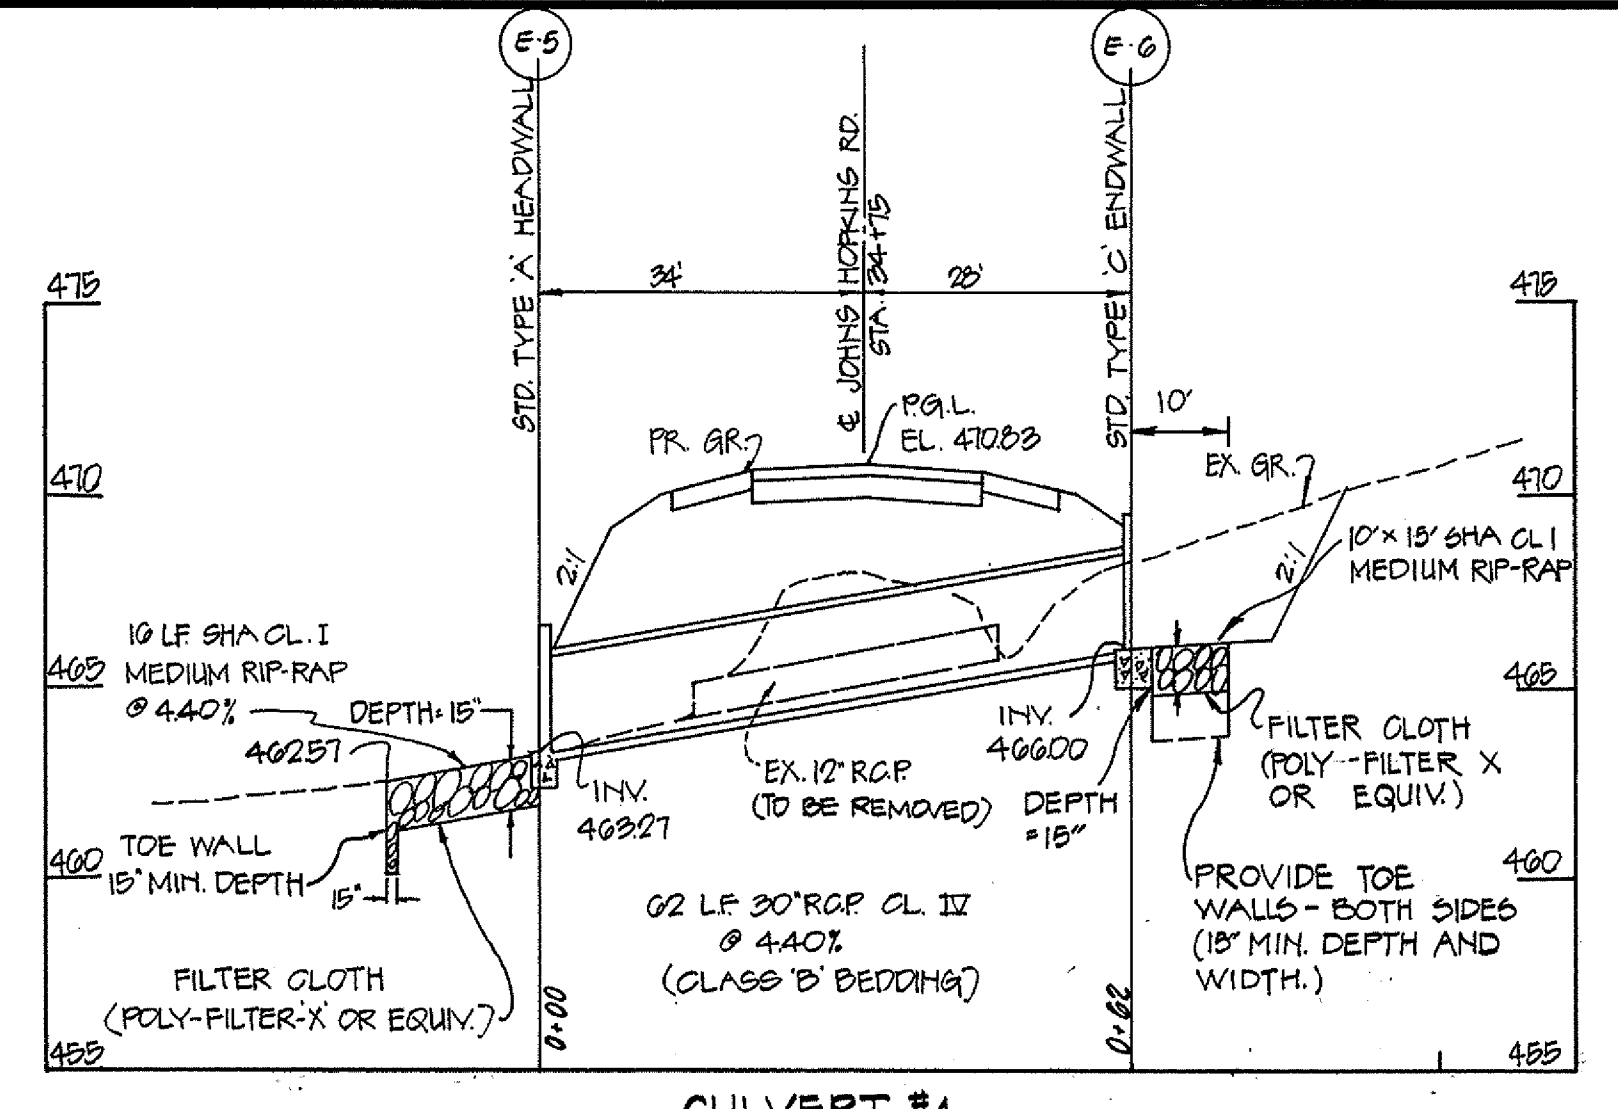 E-5
E-6
STD. TYPE 'A' HEADWALL
℄ JOHNS HOPKINS RD.
STA. 34+75
STD. TYPE 'C' ENDWALL
34'
28'
475
475
10'
P.G.L.
EL. 470.83
PR. GR.
EX. GR.
470
470
2:1
2:1
10' x 15' SHA CL I
MEDIUM RIP-RAP
16 LF. SHA CL. I
MEDIUM RIP-RAP
@ 4.40%
465
465
DEPTH= 15"
462.57
INV.
466.00
FILTER CLOTH
(POLY--FILTER X
OR EQUIV.)
EX. 12" R.C.P.
(TO BE REMOVED)
INV.
463.27
DEPTH
=15"
TOE WALL
15" MIN. DEPTH
460
460
15"
PROVIDE TOE
WALLS - BOTH SIDES
(15" MIN. DEPTH AND
WIDTH.)
62 L.F. 30" R.C.P. CL. IV
@ 4.40%
(CLASS 'B' BEDDING)
FILTER CLOTH
(POLY-FILTER-'X' OR EQUIV.)
0+00
0+62
455
455
CULVERT #1